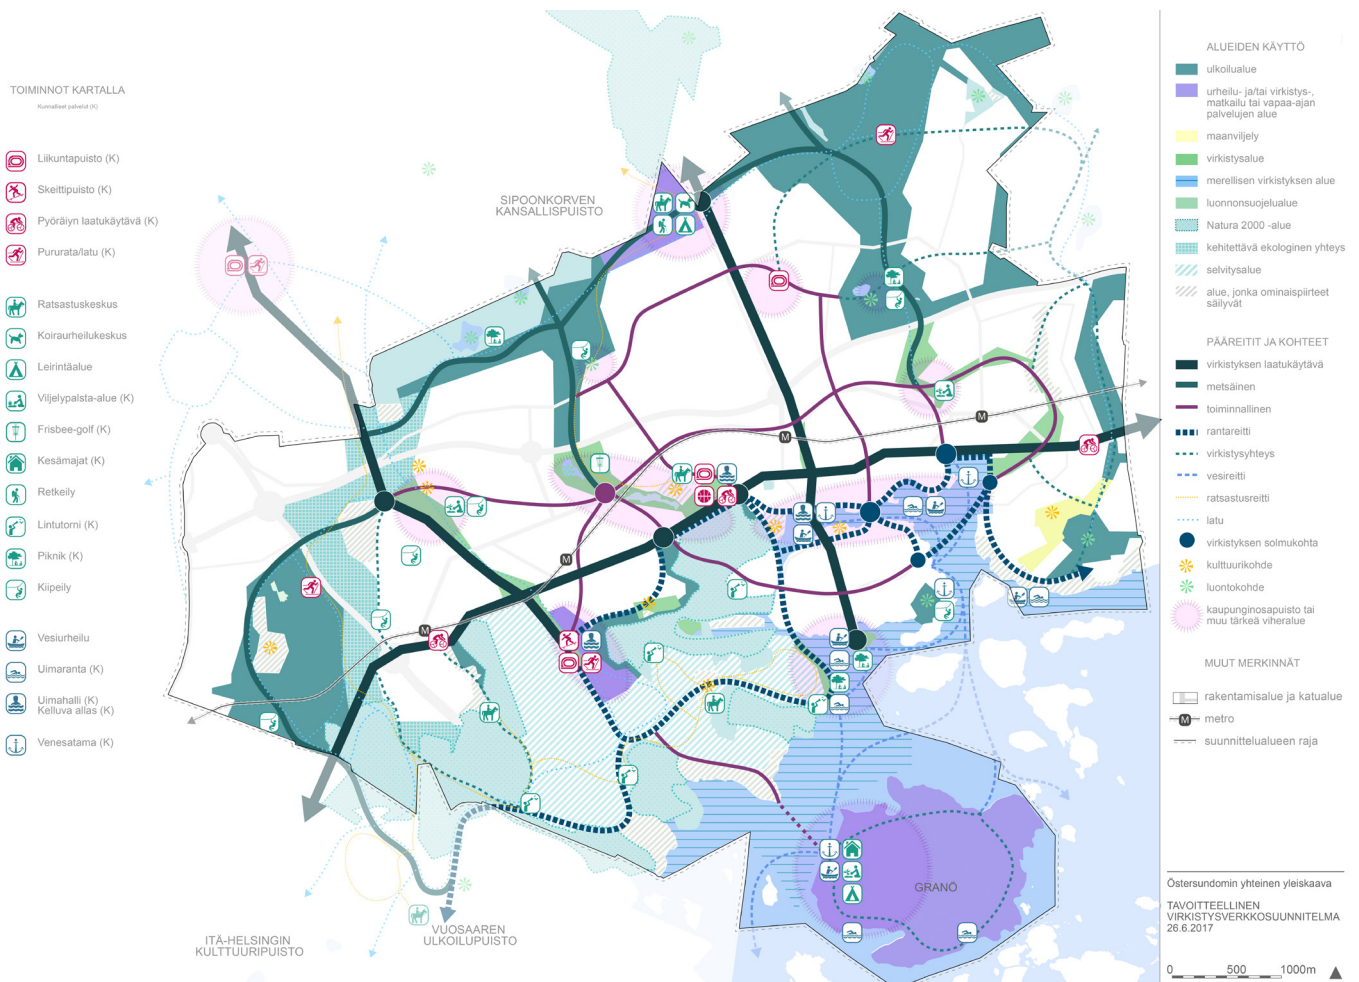 TOIMINNOT KARTALLA
Kunnalliset palvelut (K)
Liikuntapuisto (K)
Skeittipuisto (K)
Pyöräiyn laatukäytävä (K)
Pururata/latu (K)
Ratsastuskeskus
Koiraurheilukeskus
Leirintäalue
Viljelypalsta-alue (K)
Frisbee-golf (K)
Kesämajat (K)
Retkeily
Lintutorni (K)
Piknik (K)
Kiipeily
Vesiurheilu
Uimaranta (K)
Uimahalli (K)
Kelluva allas (K)
Venesatama (K)
SIPOONKORVEN
KANSALLISPUISTO
M
M
M
M
GRANÖ
ITÄ-HELSINGIN
KULTTUURIPUISTO
VUOSAAREN
ULKOILUPUISTO
ALUEIDEN KÄYTTÖ
ulkoilualue
urheilu- ja/tai virkistys-,
matkailu tai vapaa-ajan
palvelujen alue
maanviljely
virkistysalue
merellisen virkistyksen alue
luonnonsuojelualue
Natura 2000 -alue
kehitettävä ekologinen yhteys
selvitysalue
alue, jonka ominaispiirteet
säilyvät
PÄÄREITIT JA KOHTEET
virkistyksen laatukäytävä
metsäinen
toiminnallinen
rantareitti
virkistysyhteys
vesireitti
ratsastusreitti
latu
virkistyksen solmukohta
kulttuurikohde
luontokohde
kaupunginosapuisto tai
muu tärkeä viheralue
MUUT MERKINNÄT
rakentamisalue ja katualue
M metro
suunnittelualueen raja
Östersundomin yhteinen yleiskaava
TAVOITTEELLINEN
VIRKISTYSVERKKOSUUNNITELMA
26.6.2017
0 500 1000m